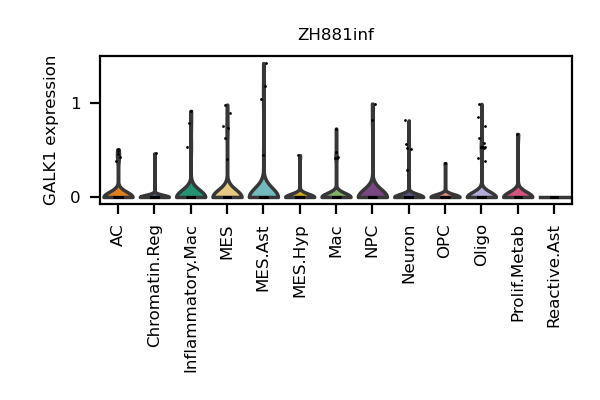 ZH881inf
GALK1 expression
1
0
AC
Chromatin.Reg
Inflammatory.Mac
MES
MES.Ast
MES.Hyp
Mac
NPC
Neuron
OPC
Oligo
Prolif.Metab
Reactive.Ast